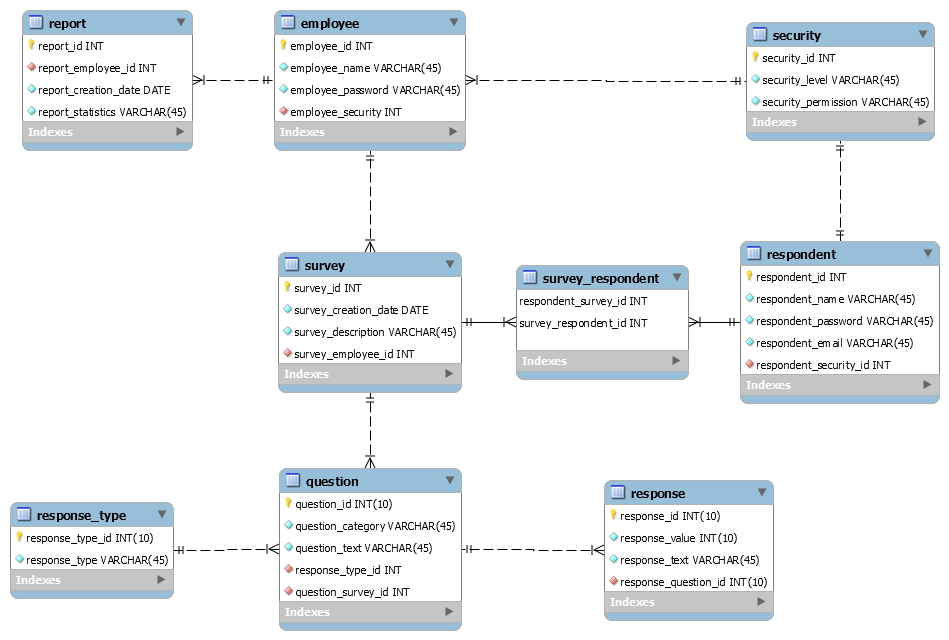 report
report_id INT
report_employee_id INT
report_creation_date DATE
report_statistics VARCHAR(45)
Indexes
employee
employee_id INT
employee_name VARCHAR(45)
employee_password VARCHAR(45)
employee_security INT
Indexes
security
security_id INT
security_level VARCHAR(45)
security_permission VARCHAR(45)
Indexes
survey
survey_id INT
survey_creation_date DATE
survey_description VARCHAR(45)
survey_employee_id INT
Indexes
survey_respondent
respondent_survey_id INT
survey_respondent_id INT
Indexes
respondent
respondent_id INT
respondent_name VARCHAR(45)
respondent_password VARCHAR(45)
respondent_email VARCHAR(45)
respondent_security_id INT
Indexes
response_type
response_type_id INT(10)
response_type VARCHAR(45)
Indexes
question
question_id INT(10)
question_category VARCHAR(45)
question_text VARCHAR(45)
response_type_id INT
question_survey_id INT
Indexes
response
response_id INT(10)
response_value INT(10)
response_text VARCHAR(45)
response_question_id INT(10)
Indexes